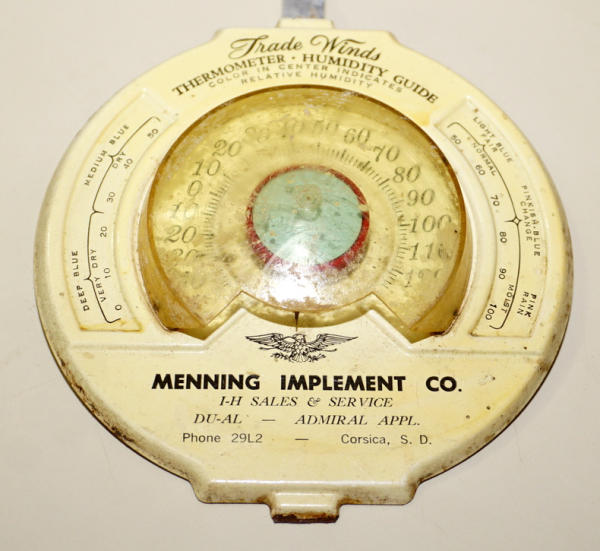 Trade Winds
THERMOMETER · HUMIDITY GUIDE
COLOR IN CENTER INDICATES
RELATIVE HUMIDITY
DEEP BLUE
MEDIUM BLUE
VERY DRY
DRY
0 10 20 30 40 50
20 10 0 10 20 30 40 50 60 70 80 90 100
LIGHT BLUE
FAIR
NORMAL
PINKISH-BLUE
CHANGE
PINK
RAIN
MOIST
50 60 70 80 90 100
MENNING IMPLEMENT CO.
I-H SALES & SERVICE
DU-AL — ADMIRAL APPL.
Phone 29L2 — Corsica, S. D.